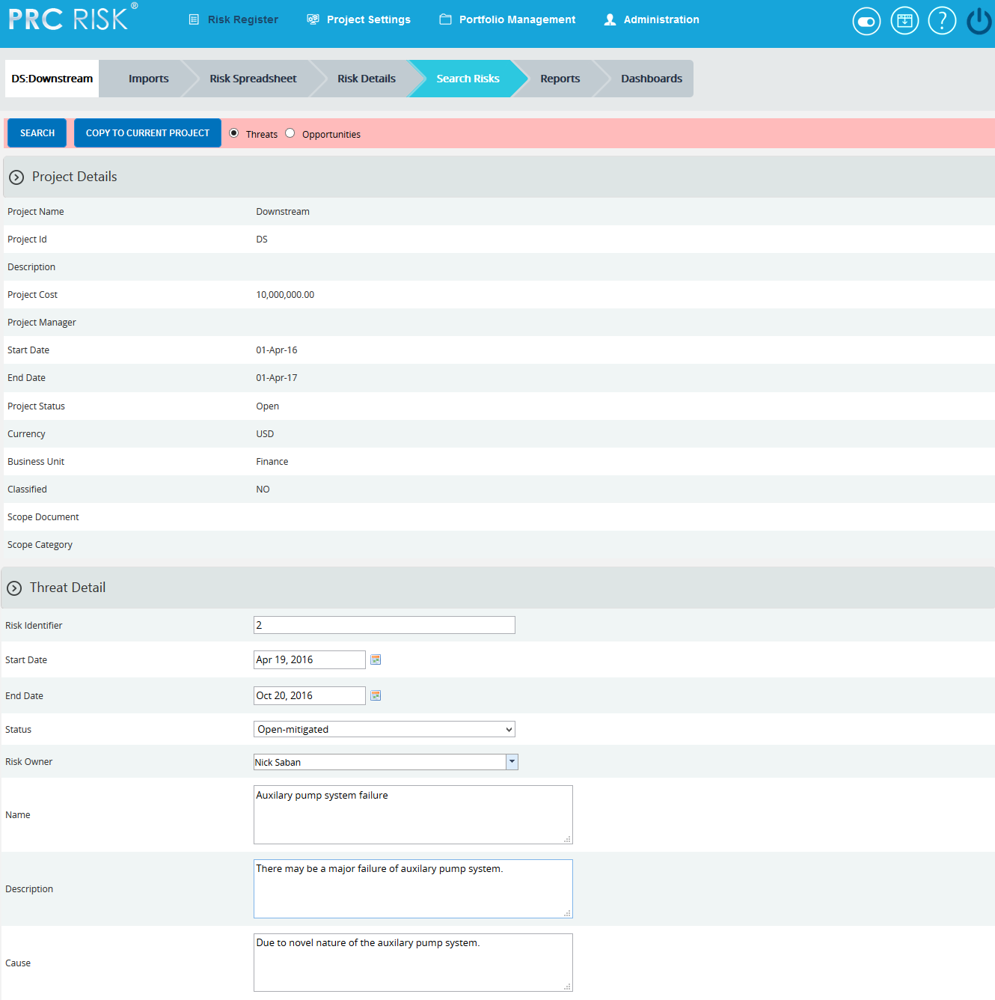 PRC RISK®
Risk Register Project Settings Portfolio Management Administration
?
DS:Downstream Imports Risk Spreadsheet Risk Details Search Risks Reports Dashboards
SEARCH COPY TO CURRENT PROJECT Threats Opportunities
Project Details
Project Name Downstream
Project Id DS
Description
Project Cost 10,000,000.00
Project Manager
Start Date 01-Apr-16
End Date 01-Apr-17
Project Status Open
Currency USD
Business Unit Finance
Classified NO
Scope Document
Scope Category
Threat Detail
Risk Identifier 2
Start Date Apr 19, 2016
End Date Oct 20, 2016
Status Open-mitigated
Risk Owner Nick Saban
Name Auxilary pump system failure
Description There may be a major failure of auxilary pump system.
Cause Due to novel nature of the auxilary pump system.